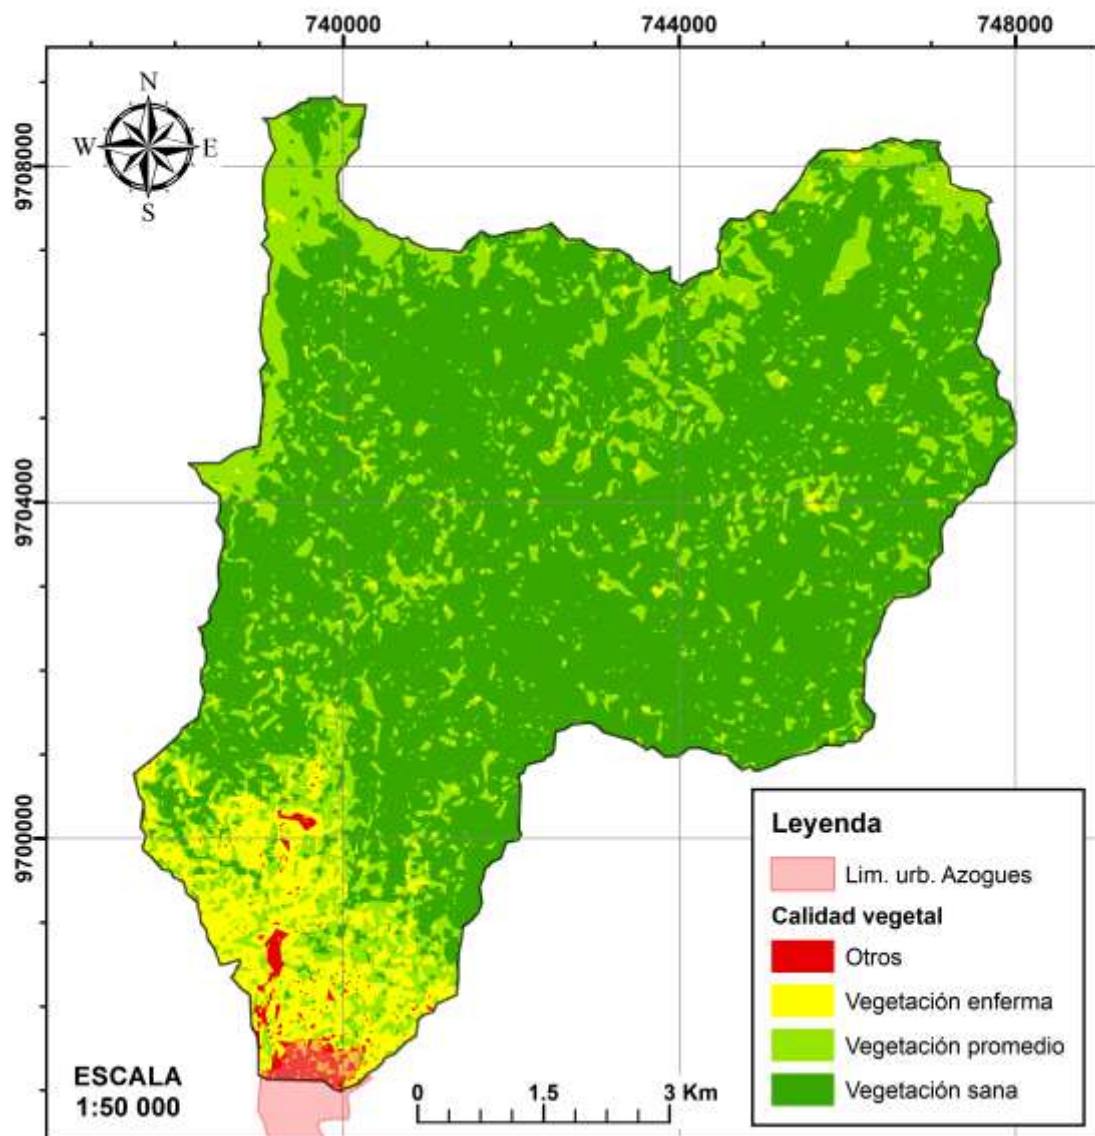 740000 744000 748000
N
W E
S
9708000
9704000
9700000
Leyenda
Lim. urb. Azogues
Calidad vegetal
Otros
Vegetación enferma
Vegetación promedio
Vegetación sana
ESCALA
1:50 000
0 1.5 3 Km